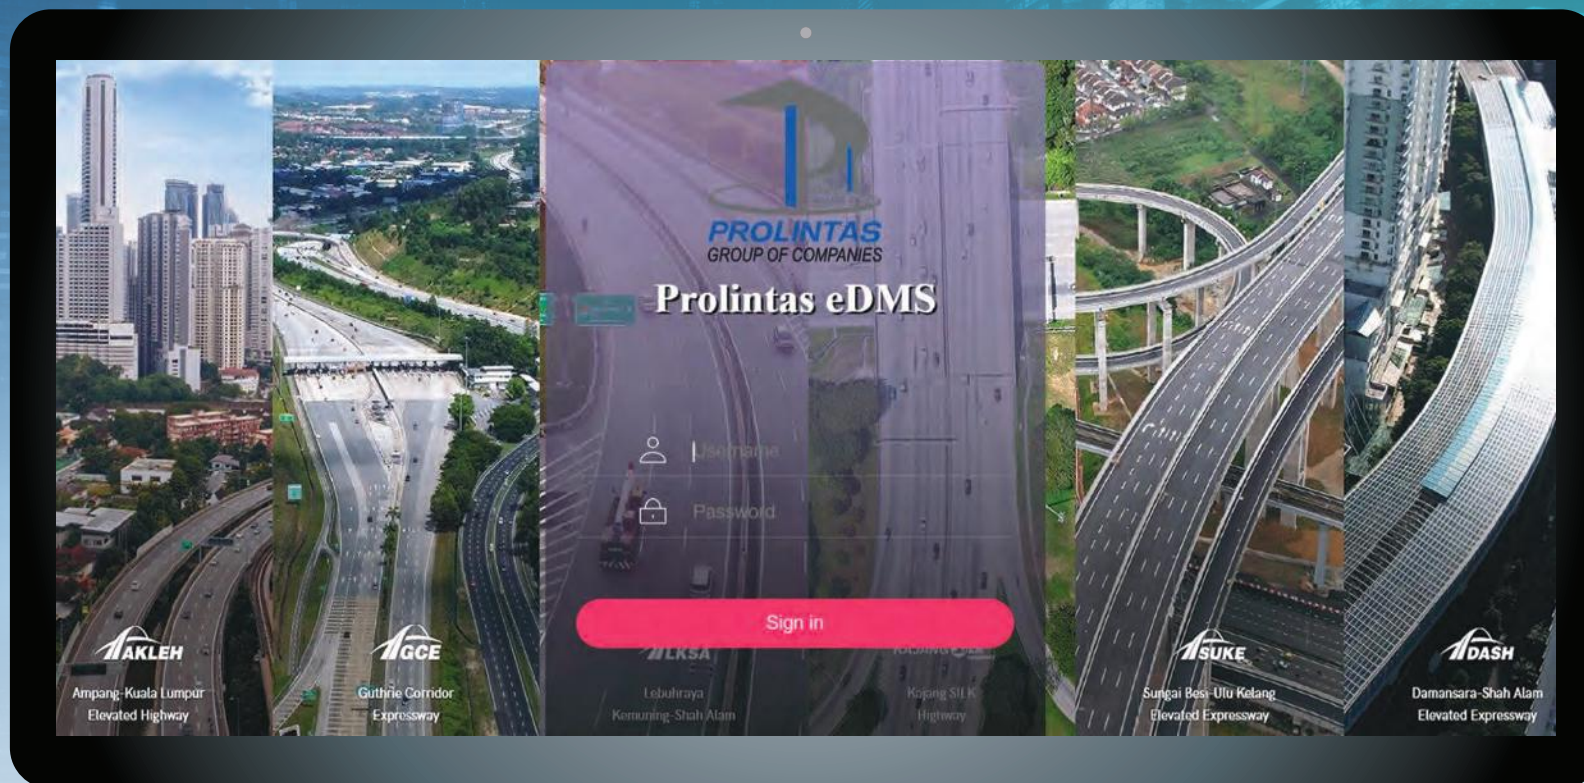 PROLINTAS
GROUP OF COMPANIES
Prolintas eDMS
Username
Password
Sign in
AKLEH
Ampang-Kuala Lumpur
Elevated Highway
GCE
Guthrie Corridor
Expressway
LKSA
Lebuhraya
Kemuning-Shah Alam
KAJANG SILK
Kajang SILK
Highway
SUKE
Sungai Besi-Ulu Kelang
Elevated Expressway
DASH
Damansara-Shah Alam
Elevated Expressway